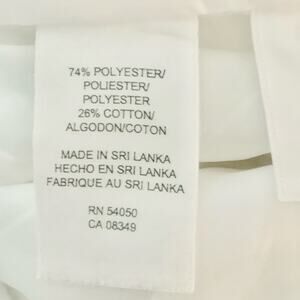 74% POLYESTER/
POLIESTER/
POLYESTER
26% COTTON/
ALGODON/COTON
MADE IN SRI LANKA
HECHO EN SRI LANKA
FABRIQUE AU SRI LANKA
RN 54050
CA 08349